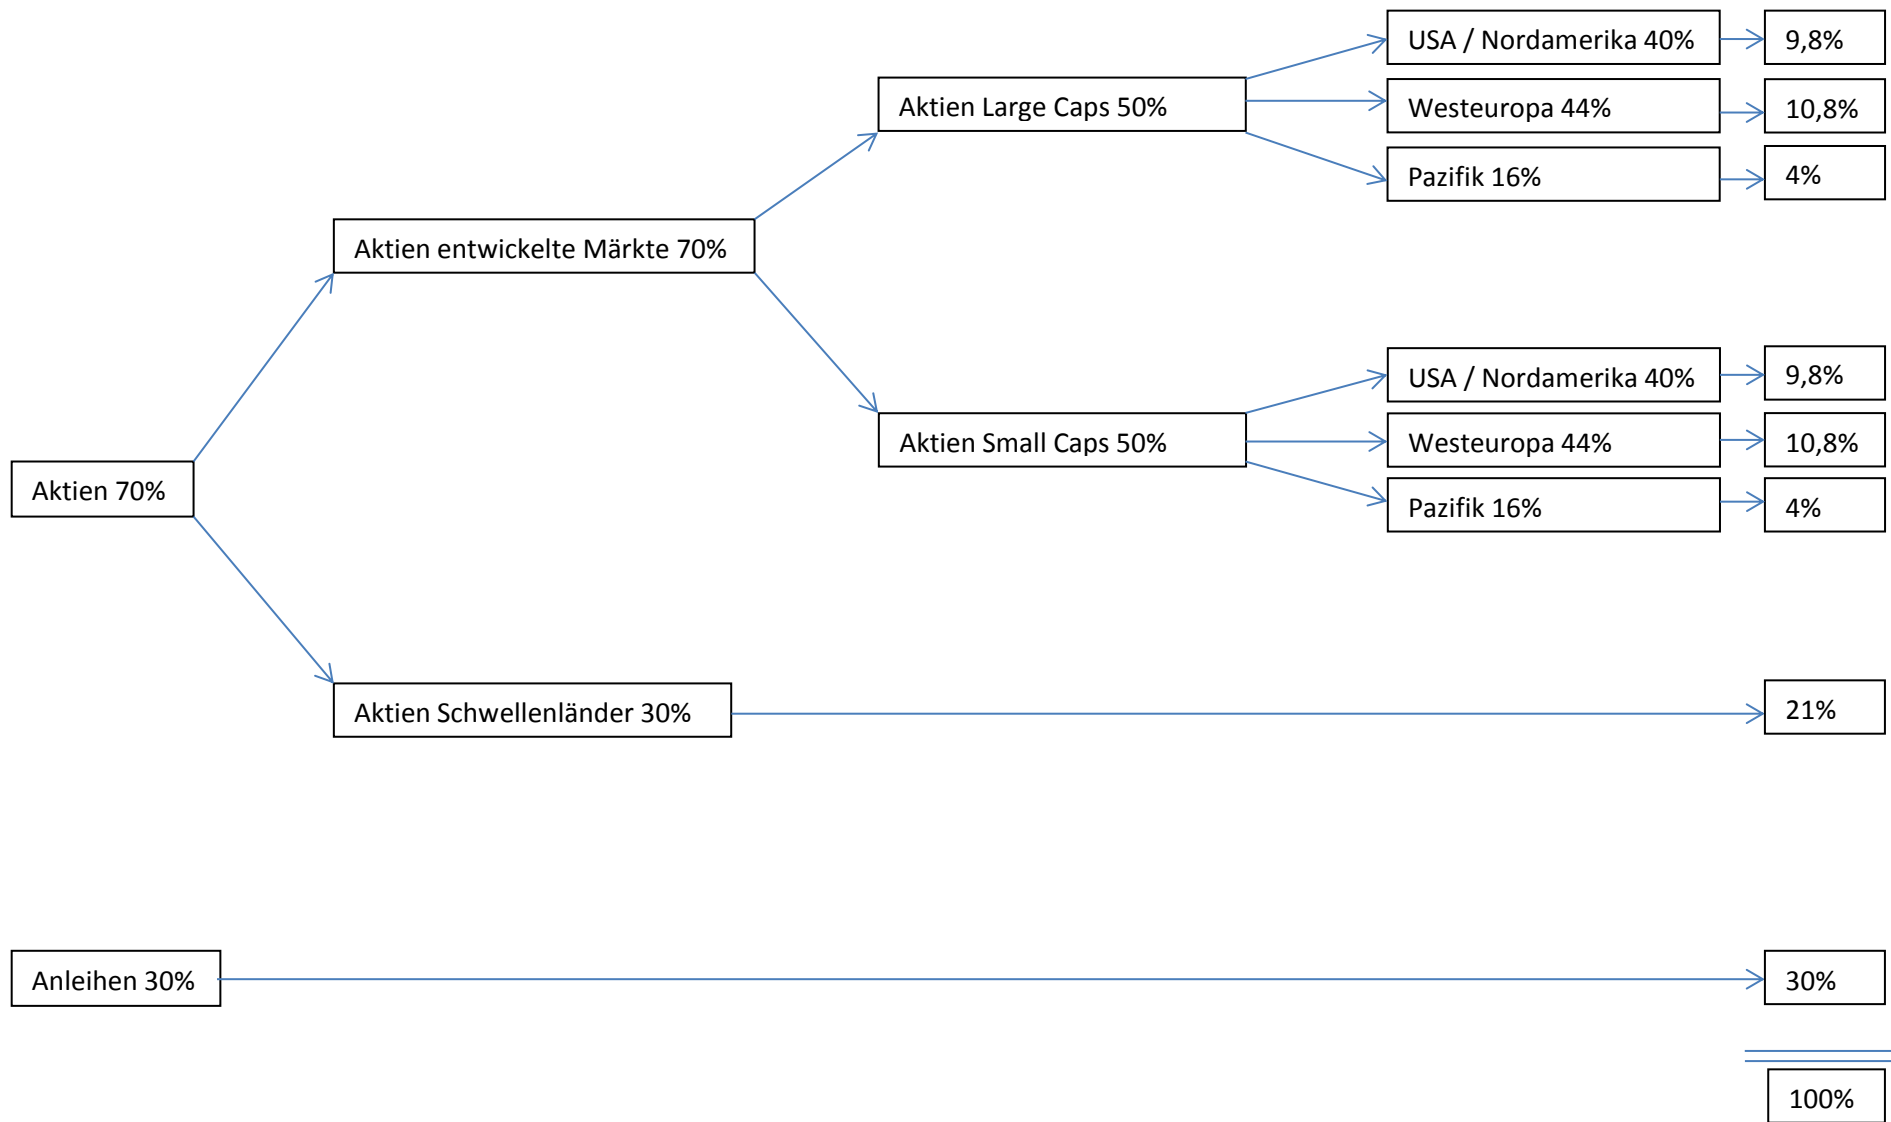 USA / Nordamerika 40%
9,8%
Aktien Large Caps 50%
Westeuropa 44%
10,8%
Pazifik 16%
4%
Aktien entwickelte Märkte 70%
USA / Nordamerika 40%
9,8%
Aktien Small Caps 50%
Westeuropa 44%
10,8%
Aktien 70%
Pazifik 16%
4%
Aktien Schwellenländer 30%
21%
Anleihen 30%
30%
100%